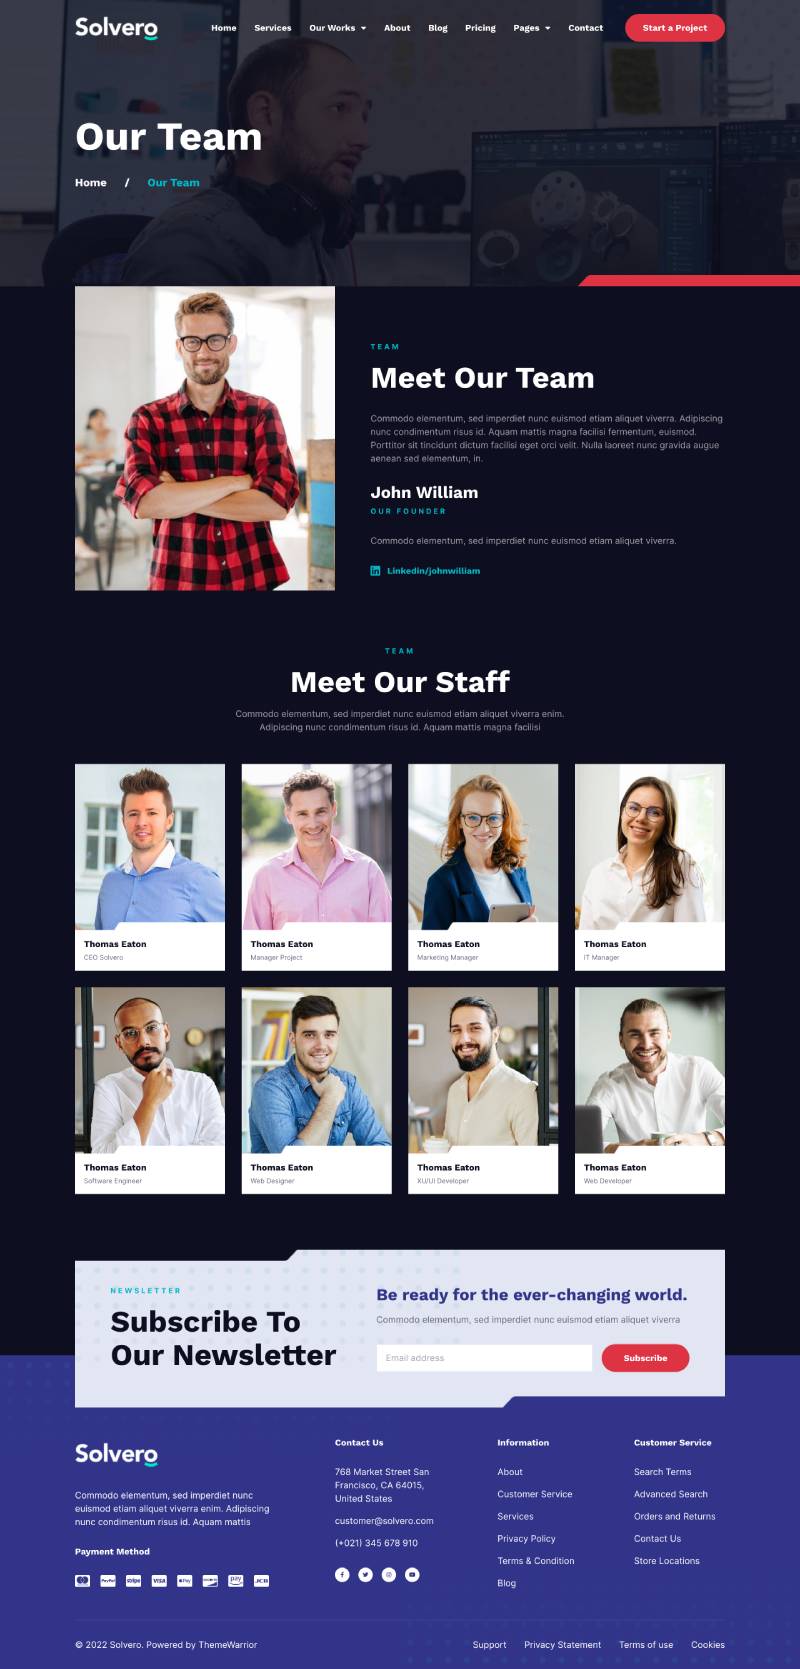 Solvero
Home Services Our Works About Blog Pricing Pages Contact Start a Project
Our Team
Home / Our Team
TEAM
Meet Our Team
Commodo elementum, sed imperdiet nunc euismod etiam aliquet viverra. Adipiscing
nunc condimentum risus id. Aquam mattis magna facilisi fermentum, euismod.
Porttitor sit tincidunt dictum facilisi eget orci velit. Nulla laoreet nunc gravida augue
aenean sed elementum, in.
John William
OUR FOUNDER
Commodo elementum, sed imperdiet nunc euismod etiam aliquet viverra.
Linkedin/johnwilliam
TEAM
Meet Our Staff
Commodo elementum, sed imperdiet nunc euismod etiam aliquet viverra enim.
Adipiscing nunc condimentum risus id. Aquam mattis magna facilisi
Thomas Eaton
CEO Solvero
Thomas Eaton
Manager Project
Thomas Eaton
Marketing Manager
Thomas Eaton
IT Manager
Thomas Eaton
Software Engineer
Thomas Eaton
Web Designer
Thomas Eaton
XU/UI Developer
Thomas Eaton
Web Developer
NEWSLETTER
Subscribe To
Our Newsletter
Be ready for the ever-changing world.
Commodo elementum, sed imperdiet nunc euismod etiam aliquet viverra
Email address
Subscribe
Solvero
Commodo elementum, sed imperdiet nunc
euismod etiam aliquet viverra enim. Adipiscing
nunc condimentum risus id. Aquam mattis
Payment Method
PayPal stripe VISA Pay pay JCB
Contact Us
768 Market Street San
Francisco, CA 64015,
United States
customer@solvero.com
(+021) 345 678 910
Information
About
Customer Service
Services
Privacy Policy
Terms & Condition
Blog
Customer Service
Search Terms
Advanced Search
Orders and Returns
Contact Us
Store Locations
© 2022 Solvero. Powered by ThemeWarrior
Support Privacy Statement Terms of use Cookies